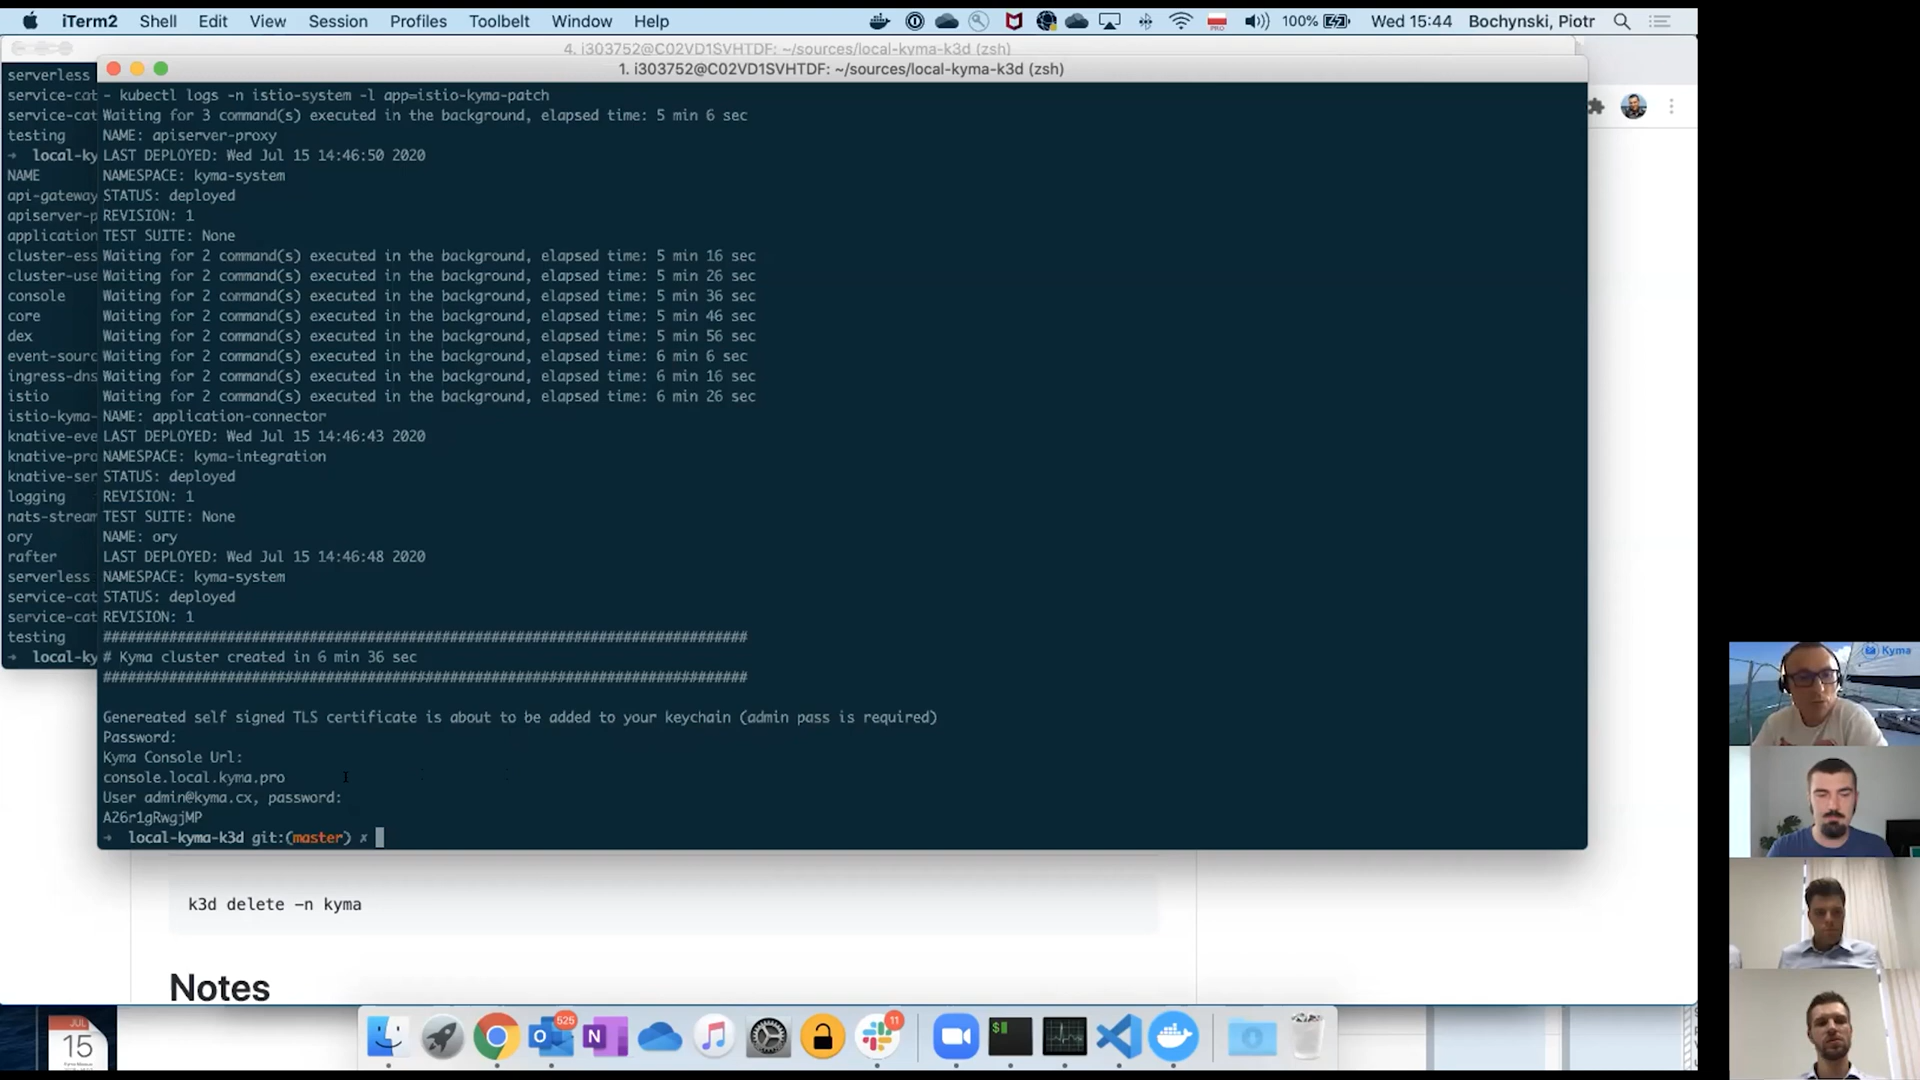 iTerm2 Shell Edit View Session Profiles Toolbelt Window Help 100% Wed 15:44 Bochynski, Piotr
4. i303752@C02VD1SVHTDF: ~/sources/local-kyma-k3d (zsh)
1. i303752@C02VD1SVHTDF: ~/sources/local-kyma-k3d (zsh)
serverless
service-cat
service-cat
testing
→ local-ky
NAME
api-gateway
apiserver-p
application
cluster-ess
cluster-use
console
core
dex
event-sourc
ingress-dns
istio
istio-kyma-
knative-eve
knative-pro
knative-ser
logging
nats-stream
ory
rafter
serverless
service-cat
service-cat
testing
→ local-ky
- kubectl logs -n istio-system -l app=istio-kyma-patch
Waiting for 3 command(s) executed in the background, elapsed time: 5 min 6 sec
NAME: apiserver-proxy
LAST DEPLOYED: Wed Jul 15 14:46:50 2020
NAMESPACE: kyma-system
STATUS: deployed
REVISION: 1
TEST SUITE: None
Waiting for 2 command(s) executed in the background, elapsed time: 5 min 16 sec
Waiting for 2 command(s) executed in the background, elapsed time: 5 min 26 sec
Waiting for 2 command(s) executed in the background, elapsed time: 5 min 36 sec
Waiting for 2 command(s) executed in the background, elapsed time: 5 min 46 sec
Waiting for 2 command(s) executed in the background, elapsed time: 5 min 56 sec
Waiting for 2 command(s) executed in the background, elapsed time: 6 min 6 sec
Waiting for 2 command(s) executed in the background, elapsed time: 6 min 16 sec
Waiting for 2 command(s) executed in the background, elapsed time: 6 min 26 sec
NAME: application-connector
LAST DEPLOYED: Wed Jul 15 14:46:43 2020
NAMESPACE: kyma-integration
STATUS: deployed
REVISION: 1
TEST SUITE: None
NAME: ory
LAST DEPLOYED: Wed Jul 15 14:46:48 2020
NAMESPACE: kyma-system
STATUS: deployed
REVISION: 1
##############################################################################
# Kyma cluster created in 6 min 36 sec
##############################################################################
Genereated self signed TLS certificate is about to be added to your keychain (admin pass is required)
Password:
Kyma Console Url:
console.local.kyma.pro
User admin@kyma.cx, password:
A26r1gRwgjMP
→ local-kyma-k3d git:(master) ✗
k3d delete -n kyma
Notes
JUL
15
525
11
Kyma